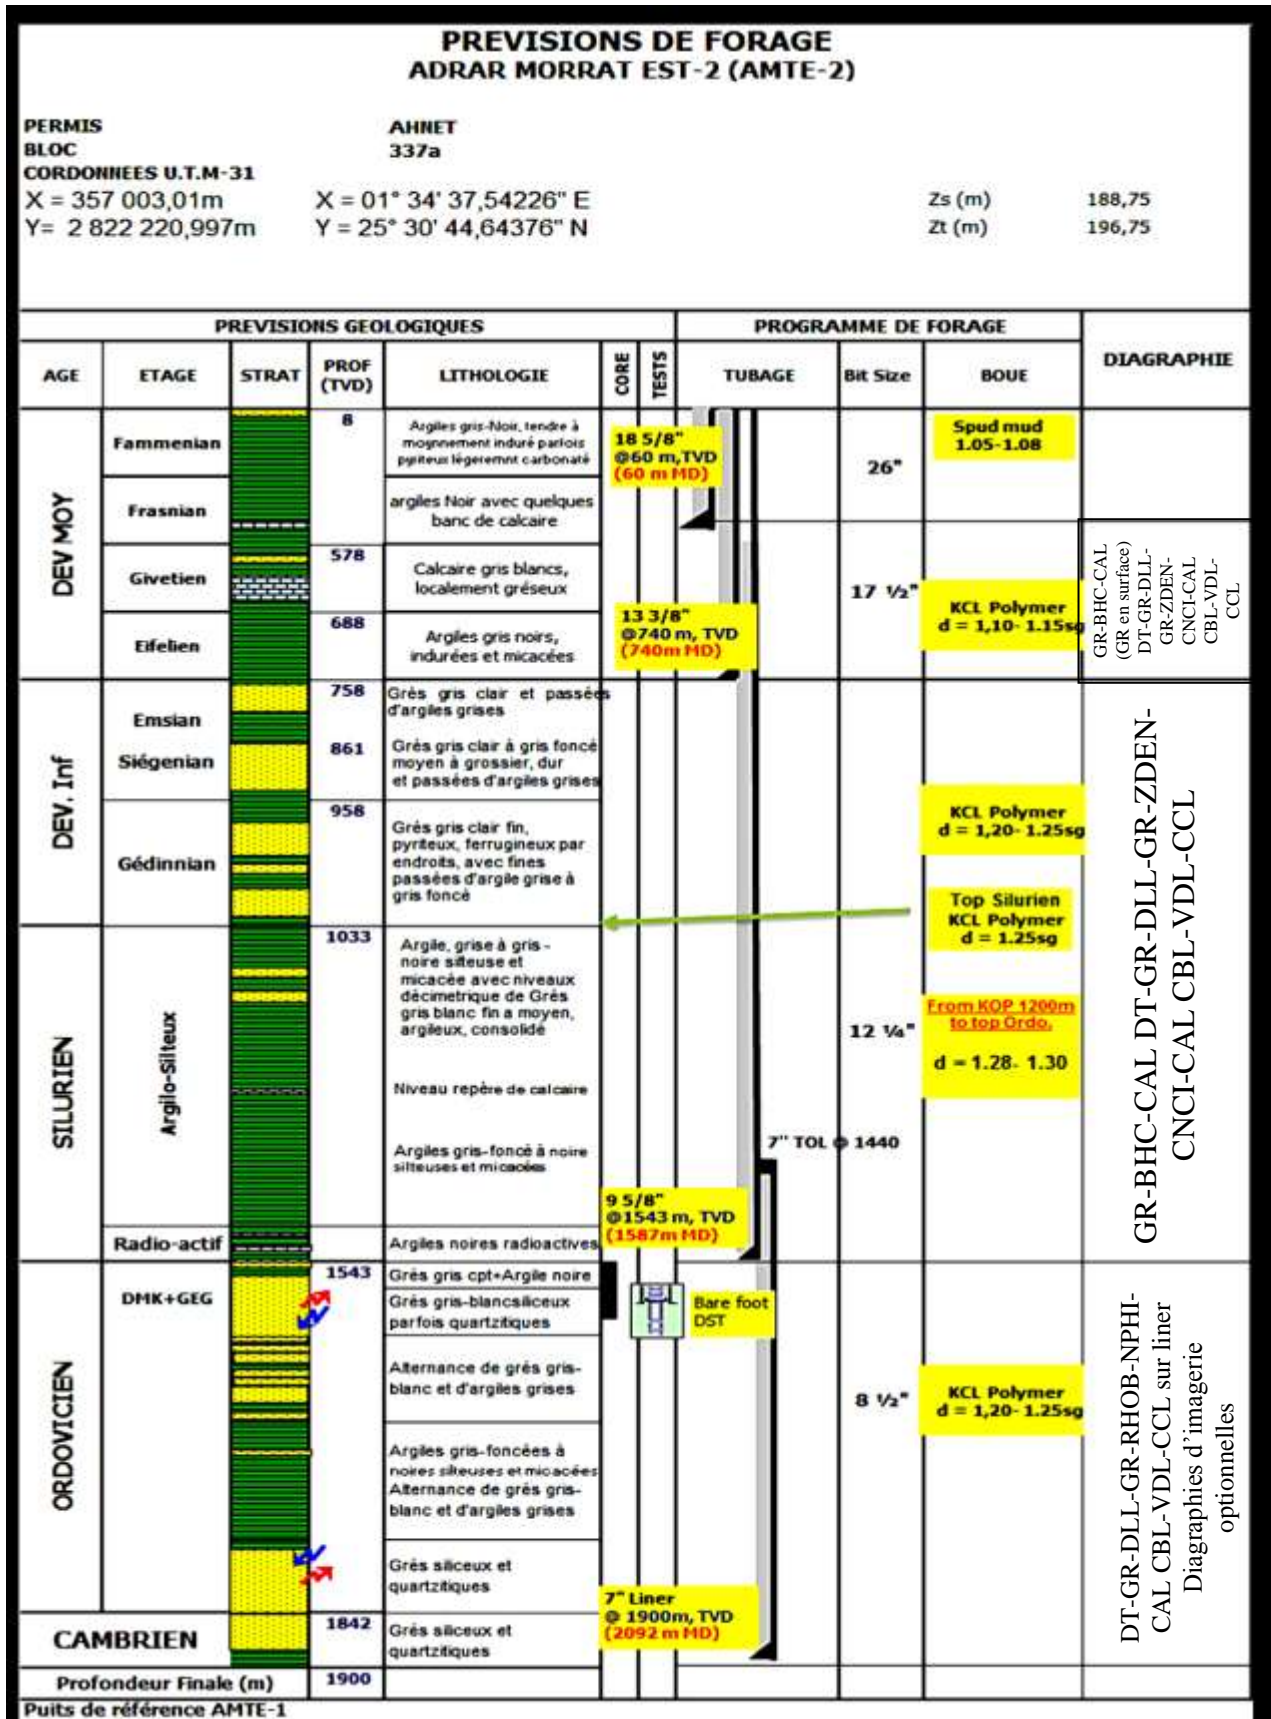 PREVISIONS DE FORAGE
ADRAR MORRAT EST-2 (AMTE-2)
PERMIS AHNET
BLOC 337a
CORDONNEES U.T.M-31
X = 357 003,01m X = 01° 34' 37,54226" E Zs (m) 188,75
Y= 2 822 220,997m Y = 25° 30' 44,64376" N Zt (m) 196,75
PREVISIONS GEOLOGIQUES PROGRAMME DE FORAGE
AGE ETAGE STRAT PROF (TVD) LITHOLOGIE CORE TESTS TUBAGE Bit Size BOUE DIAGRAPHIE
DEV MOY
Fammenian
8
Argiles gris-Noir, tendre à
moynnement induré parfois
pyriteux légeremnt carbonaté
18 5/8"
@60 m,TVD
(60 m MD)
26"
Spud mud
1.05-1.08
Frasnian
argiles Noir avec quelques
banc de calcaire
Givetien
578
Calcaire gris blancs,
localement gréseux
17 ½"
KCL Polymer
d = 1,10- 1.15sg
GR-BHC-CAL
(GR en surface)
DT-GR-DLL-
GR-ZDEN-
CNCI-CAL
CBL-VDL-
CCL
Eifelien
688
Argiles gris noirs,
indurées et micacées
13 3/8"
@740 m, TVD
(740m MD)
DEV. Inf
Emsian
758
Grès gris clair et passées
d'argiles grises
Siégenian
861
Grés gris clair à gris foncé
moyen à grossier, dur
et passées d'argiles grises
Gédinnian
958
Grés gris clair fin,
pyriteux, ferrugineux par
endroits, avec fines
passées d'argile grise à
gris foncé
KCL Polymer
d = 1,20- 1.25sg
Top Silurien
KCL Polymer
d = 1.25sg
SILURIEN
Argilo-Silteux
1033
Argile, grise à gris -
noire silteuse et
micacée avec niveaux
décimetrique de Grés
gris blanc fin a moyen,
argileux, consolidé
Niveau repère de calcaire
Argiles gris-foncé à noire
silteuses et micacées
12 ¼"
From KOP 1200m
to top Ordo.
d = 1.28- 1.30
GR-BHC-CAL DT-GR-DLL-GR-ZDEN-
CNCI-CAL CBL-VDL-CCL
7" TOL @ 1440
9 5/8"
@1543 m, TVD
(1587m MD)
Radio-actif
Argiles noires radioactives
ORDOVICIEN
DMK+GEG
1543
Grés gris cpt+Argile noire
Grés gris-blancsiliceux
parfois quartzitiques
Bare foot
DST
Alternance de grés gris-
blanc et d'argiles grises
8 ½"
KCL Polymer
d = 1,20- 1.25sg
Argiles gris-foncées à
noires silteuses et micacées
Alternance de grés gris-
blanc et d'argiles grises
Grés siliceux et
quartzitiques
DT-GR-DLL-GR-RHOB-NPHI-
CAL CBL-VDL-CCL sur liner
Diagraphies d'imagerie
optionnelles
7" Liner
@ 1900m, TVD
(2092 m MD)
CAMBRIEN
1842
Grés siliceux et
quartzitiques
Profondeur Finale (m) 1900
Puits de référence AMTE-1